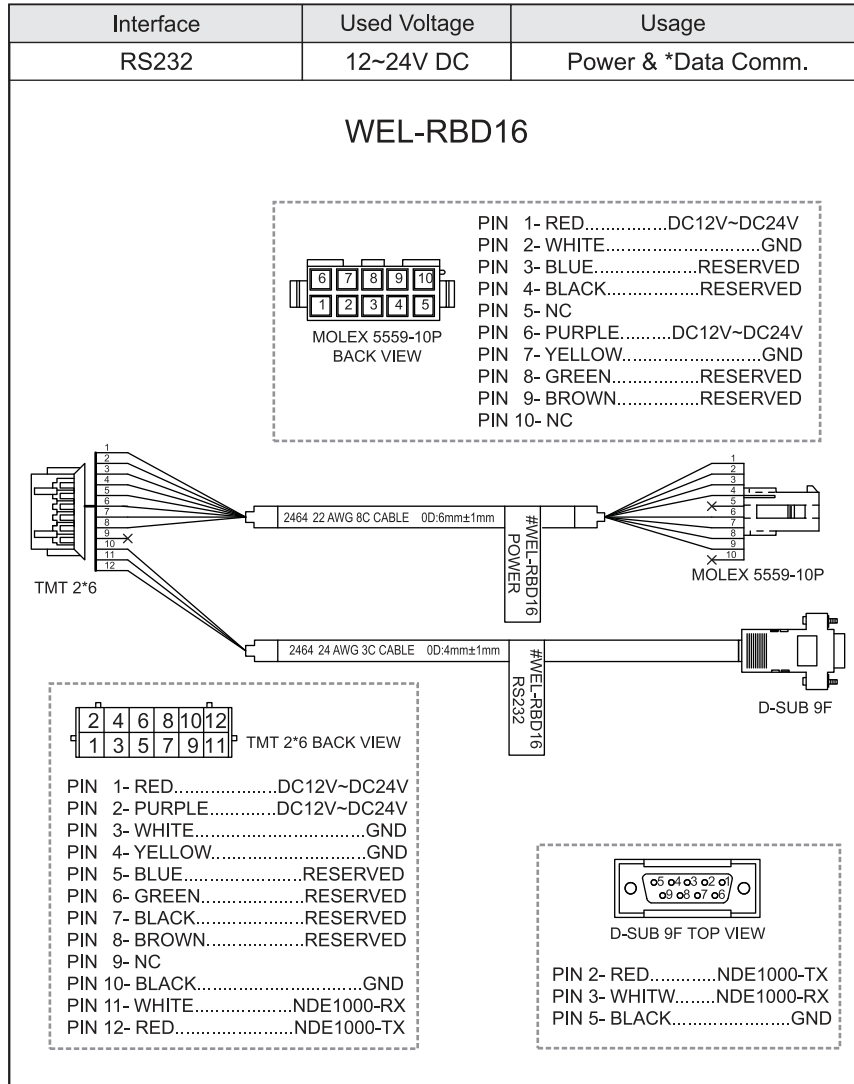 Interface Used Voltage Usage
RS232 12~24V DC Power & *Data Comm.
WEL-RBD16
6 7 8 9 10
1 2 3 4 5
MOLEX 5559-10P
BACK VIEW
PIN 1- RED...............DC12V~DC24V
PIN 2- WHITE............................GND
PIN 3- BLUE...................RESERVED
PIN 4- BLACK.................RESERVED
PIN 5- NC
PIN 6- PURPLE..........DC12V~DC24V
PIN 7- YELLOW.........................GND
PIN 8- GREEN................RESERVED
PIN 9- BROWN...............RESERVED
PIN 10- NC
1
2
3
4
5
6
7
8
9
10
11
12
TMT 2*6
2464 22 AWG 8C CABLE 0D:6mm±1mm
#WEL-RBD16
POWER
1
2
3
4
5
6
7
8
9
10
MOLEX 5559-10P
2464 24 AWG 3C CABLE 0D:4mm±1mm
#WEL-RBD16
RS232
D-SUB 9F
2 4 6 8 10 12
1 3 5 7 9 11
TMT 2*6 BACK VIEW
PIN 1- RED...................DC12V~DC24V
PIN 2- PURPLE............DC12V~DC24V
PIN 3- WHITE...............................GND
PIN 4- YELLOW............................GND
PIN 5- BLUE.....................RESERVED
PIN 6- GREEN..................RESERVED
PIN 7- BLACK...................RESERVED
PIN 8- BROWN.................RESERVED
PIN 9- NC
PIN 10- BLACK..............................GND
PIN 11- WHITE..................NDE1000-RX
PIN 12- RED.....................NDE1000-TX
5 4 3 2 1
9 8 7 6
D-SUB 9F TOP VIEW
PIN 2- RED...........NDE1000-TX
PIN 3- WHITW......NDE1000-RX
PIN 5- BLACK.....................GND